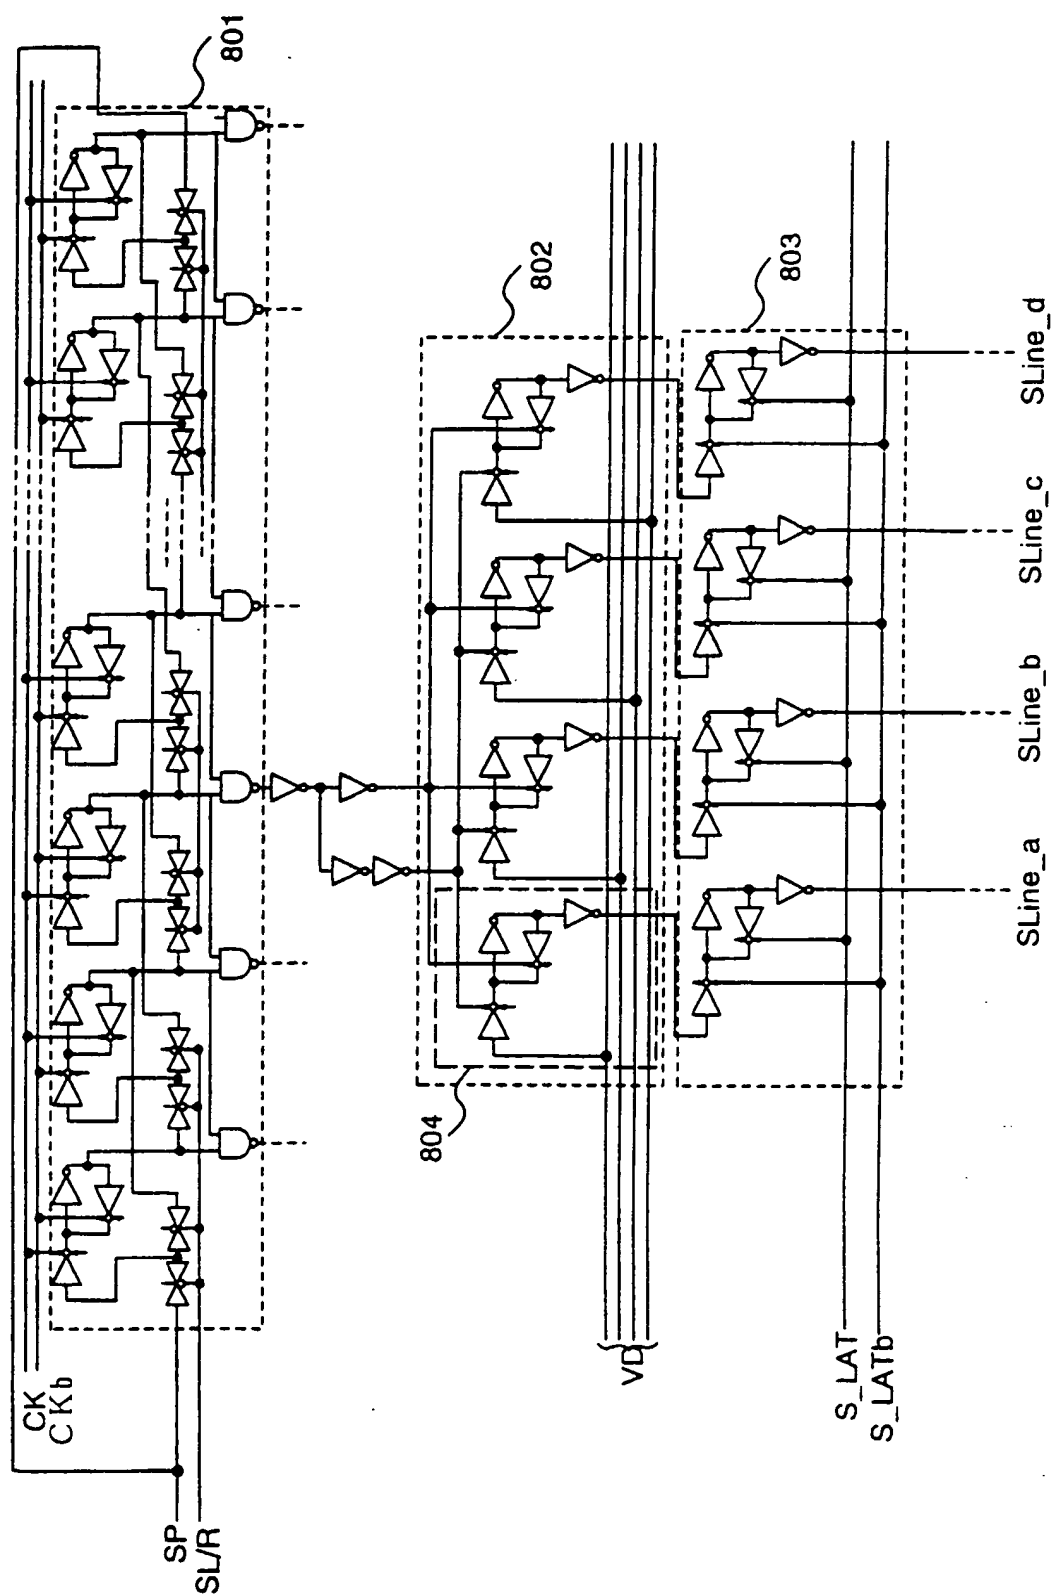 801
802
803
804
CK
CKb
SP
SL/R
VD
S_LAT
S_LATb
SLine_a
SLine_b
SLine_c
SLine_d